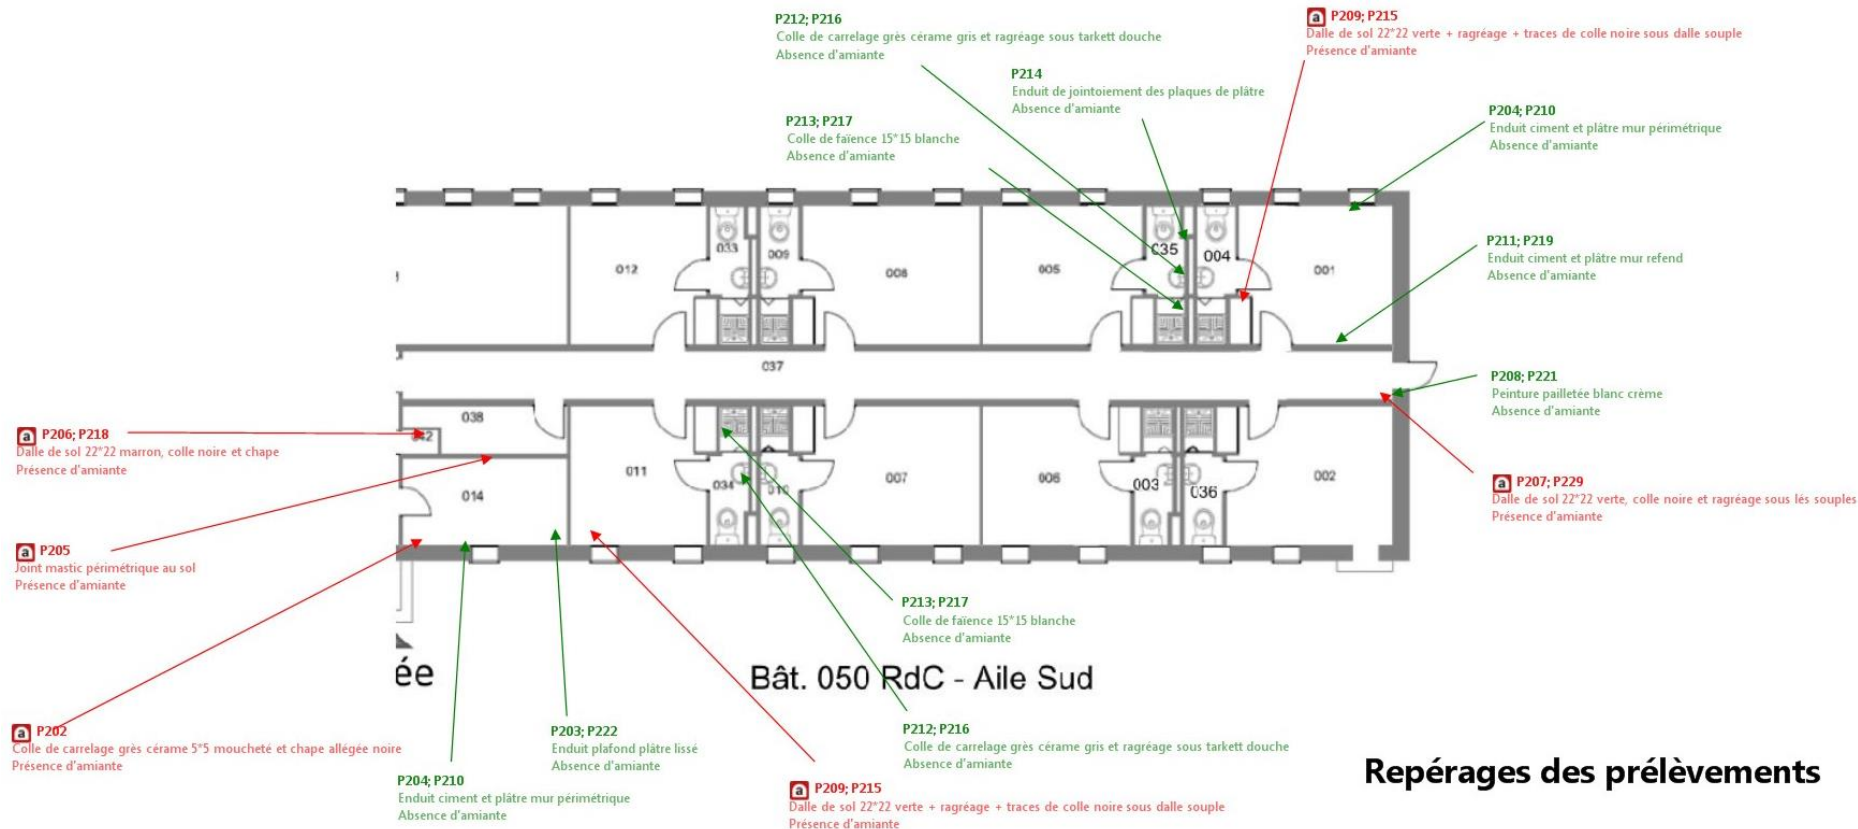 P212; P216
Colle de carrelage grès cérame gris et ragréage sous tarkett douche
Absence d'amiante
a P209; P215
Dalle de sol 22*22 verte + ragréage + traces de colle noire sous dalle souple
Présence d'amiante
P214
Enduit de jointoiement des plaques de plâtre
Absence d'amiante
P213; P217
Colle de faïence 15*15 blanche
Absence d'amiante
P204; P210
Enduit ciment et plâtre mur périmétrique
Absence d'amiante
P211; P219
Enduit ciment et plâtre mur refend
Absence d'amiante
012
033
009
008
005
035
004
001
037
P208; P221
Peinture pailletée blanc crème
Absence d'amiante
038
a P206; P218
Dalle de sol 22*22 marron, colle noire et chape
Présence d'amiante
014
011
034
010
007
006
003
036
002
a P207; P229
Dalle de sol 22*22 verte, colle noire et ragréage sous lés souples
Présence d'amiante
a P205
Joint mastic périmétrique au sol
Présence d'amiante
P213; P217
Colle de faïence 15*15 blanche
Absence d'amiante
ée
Bât. 050 RdC - Aile Sud
a P202
Colle de carrelage grès cérame 5*5 moucheté et chape allégée noire
Présence d'amiante
P203; P222
Enduit plafond plâtre lissé
Absence d'amiante
P212; P216
Colle de carrelage grès cérame gris et ragréage sous tarkett douche
Absence d'amiante
P204; P210
Enduit ciment et plâtre mur périmétrique
Absence d'amiante
a P209; P215
Dalle de sol 22*22 verte + ragréage + traces de colle noire sous dalle souple
Présence d'amiante
Repérages des prélèvements